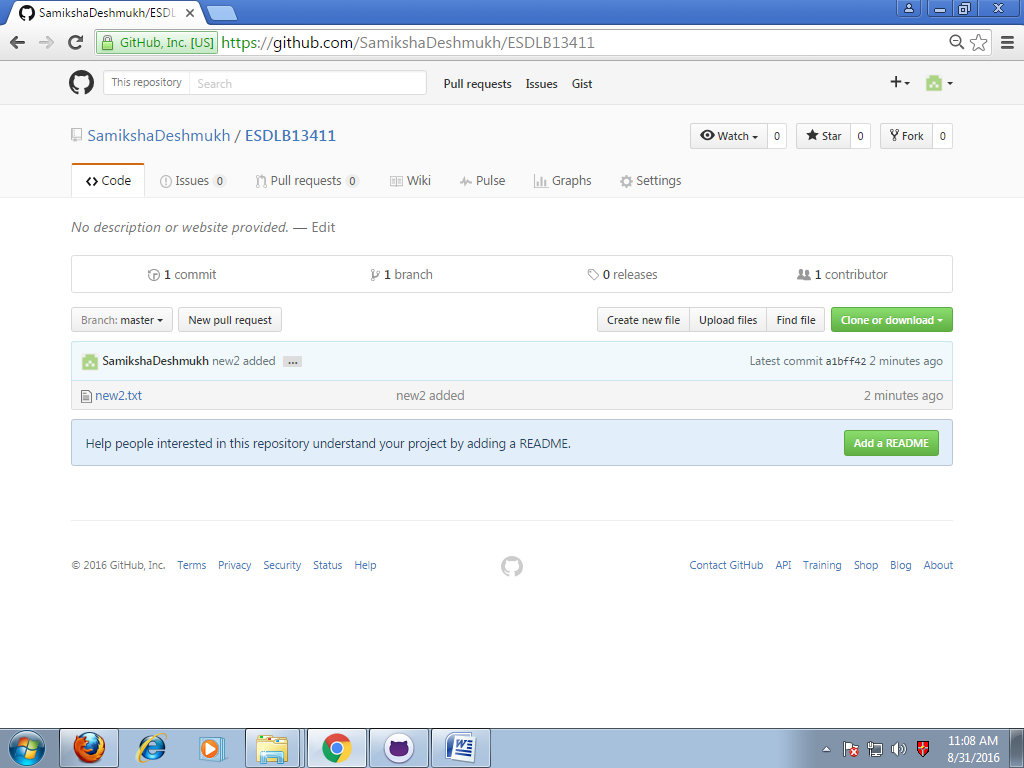 SamikshaDeshmukh/ESDL
GitHub, Inc. [US] https://github.com/SamikshaDeshmukh/ESDLB13411
This repository Search Pull requests Issues Gist
SamikshaDeshmukh / ESDLB13411 Watch 0 Star 0 Fork 0
Code Issues 0 Pull requests 0 Wiki Pulse Graphs Settings
No description or website provided. — Edit
1 commit 1 branch 0 releases 1 contributor
Branch: master New pull request Create new file Upload files Find file Clone or download
SamikshaDeshmukh new2 added … Latest commit a1bff42 2 minutes ago
new2.txt new2 added 2 minutes ago
Help people interested in this repository understand your project by adding a README. Add a README
© 2016 GitHub, Inc. Terms Privacy Security Status Help Contact GitHub API Training Shop Blog About
11:08 AM
8/31/2016